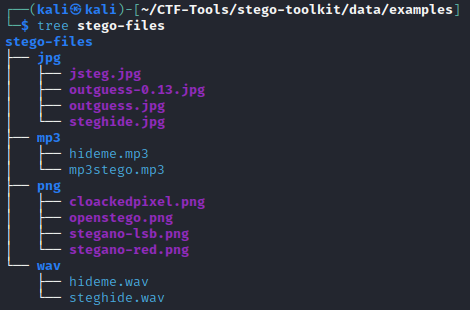 ┌──(kali㉿kali)-[~/CTF-Tools/stego-toolkit/data/examples]
└─$ tree stego-files
stego-files
├── jpg
│   ├── jsteg.jpg
│   ├── outguess-0.13.jpg
│   ├── outguess.jpg
│   └── steghide.jpg
├── mp3
│   ├── hideme.mp3
│   └── mp3stego.mp3
├── png
│   ├── cloackedpixel.png
│   ├── openstego.png
│   ├── stegano-lsb.png
│   └── stegano-red.png
└── wav
    ├── hideme.wav
    └── steghide.wav